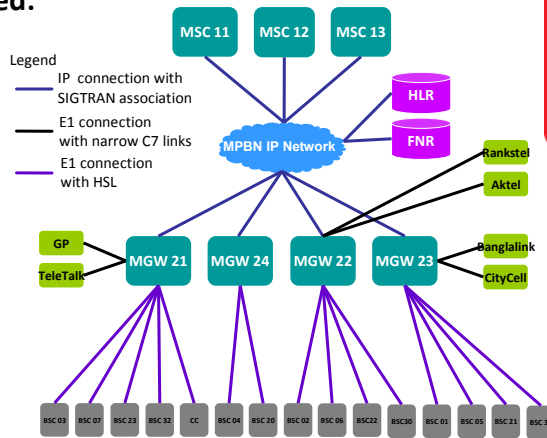 ed:
MSC 11
MSC 12
MSC 13
Legend
IP connection with
SIGTRAN association
E1 connection
with narrow C7 links
E1 connection
with HSL
HLR
FNR
MPBN IP Network
Rankstel
Aktel
GP
TeleTalk
MGW 21
MGW 24
MGW 22
MGW 23
Banglalink
CityCell
BSC 03
BSC 07
BSC 23
BSC 32
CC
BSC 04
BSC 20
BSC 02
BSC 06
BSC22
BSC30
BSC 01
BSC 05
BSC 21
BSC 3